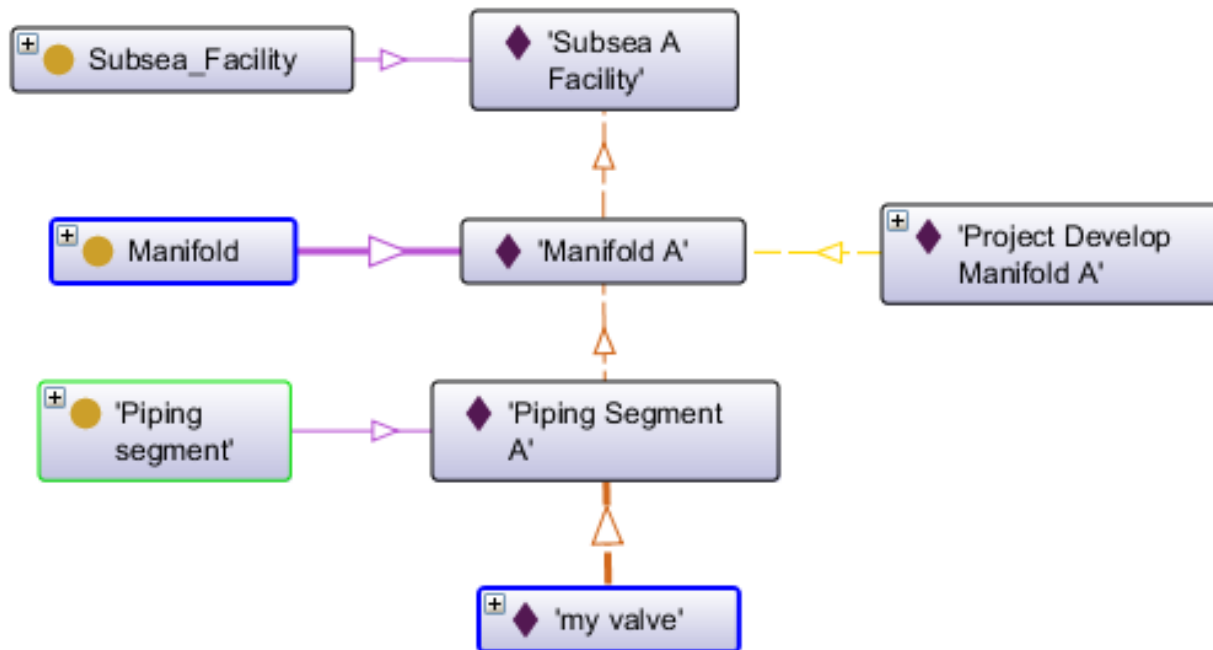 Subsea_Facility
'Subsea A
Facility'
Manifold
'Manifold A'
'Project Develop
Manifold A'
'Piping
segment'
'Piping Segment
A'
'my valve'